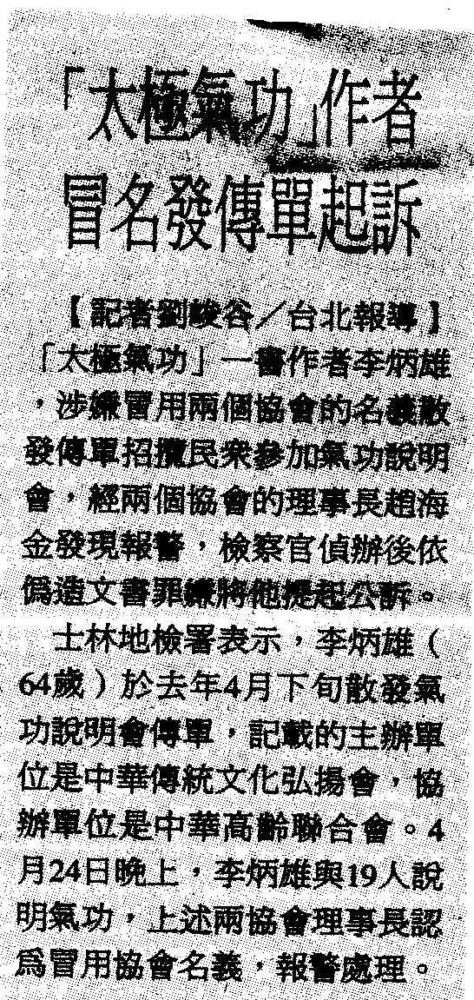 「太極氣功」作者
冒名發傳單起訴
【記者劉峻谷／台北報導】
「太極氣功」一書作者李炳雄
，涉嫌冒用兩個協會的名義散
發傳單招攬民衆參加氣功說明
會，經兩個協會的理事長趙海
金發現報警，檢察官偵辦後依
僞造文書罪嫌將他提起公訴。
士林地檢署表示，李炳雄（
64歲）於去年4月下旬散發氣
功說明會傳單，記載的主辦單
位是中華傳統文化弘揚會，協
辦單位是中華高齡聯合會。4
月24日晚上，李炳雄與19人說
明氣功，上述兩協會理事長認
爲冒用協會名義，報警處理。